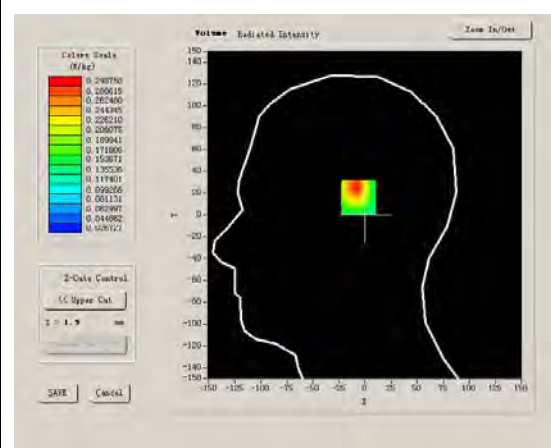 Volume Radiated Intensity
Zoom In/Out
Colors Scale
(W/kg)
0.298750
0.280615
0.262480
0.244345
0.226210
0.208075
0.189941
0.171806
0.153671
0.135536
0.117401
0.099266
0.081131
0.062997
0.044862
0.026727
Z-Cuts Control
<< Upper Cut
Z = 1.9 mm
SAVE
Cancel
150
140
120
100
80
60
40
20
0
-20
-40
-60
-80
-100
-120
-140
-150
Y
-150 -125 -100 -75 -50 -25 0 25 50 75 100 125 150
X